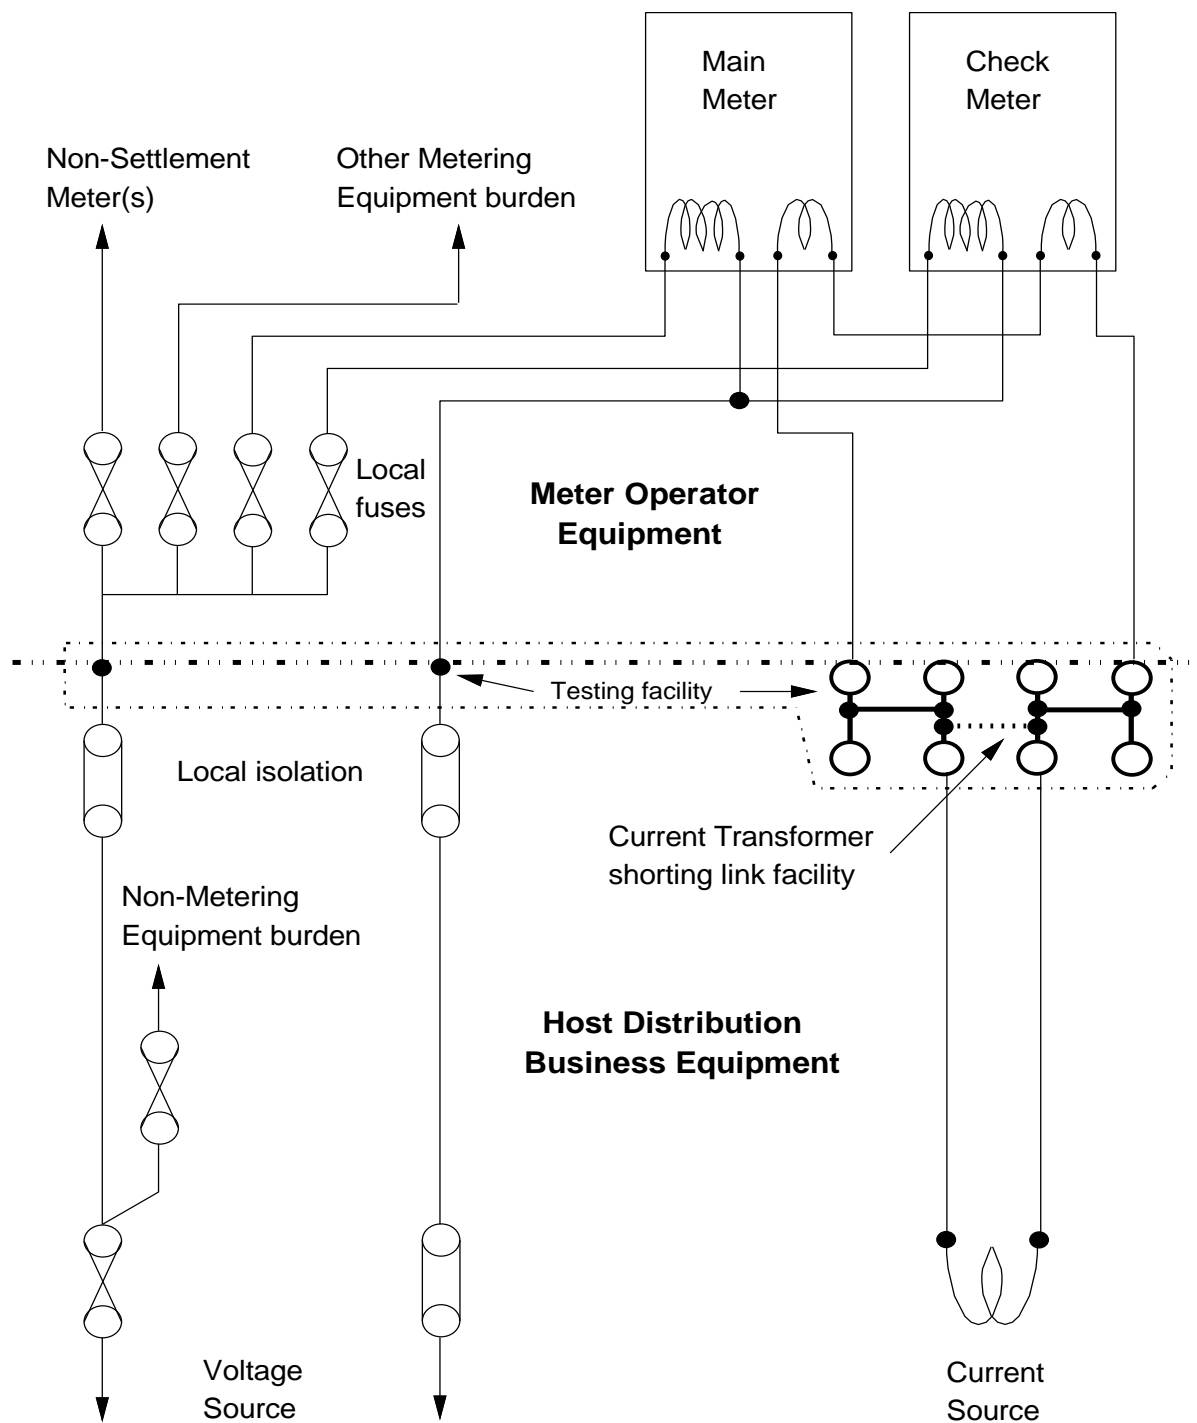 Main
Meter
Check
Meter
Non-Settlement
Meter(s)
Other Metering
Equipment burden
Local
fuses
Meter Operator
Equipment
Testing facility
Local isolation
Current Transformer
shorting link facility
Non-Metering
Equipment burden
Host Distribution
Business Equipment
Voltage
Source
Current
Source